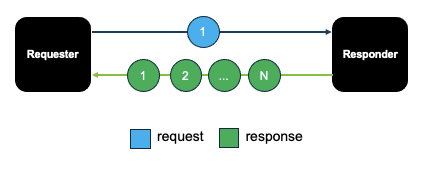 1
Requester
Responder
1 2 ... N
request response